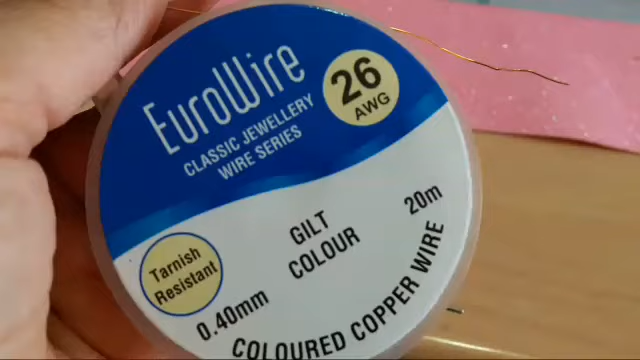 EuroWire
CLASSIC JEWELLERY
WIRE SERIES
26
AWG
Tarnish
Resistant
GILT
COLOUR
20m
0.40mm
COLOURED COPPER WIRE